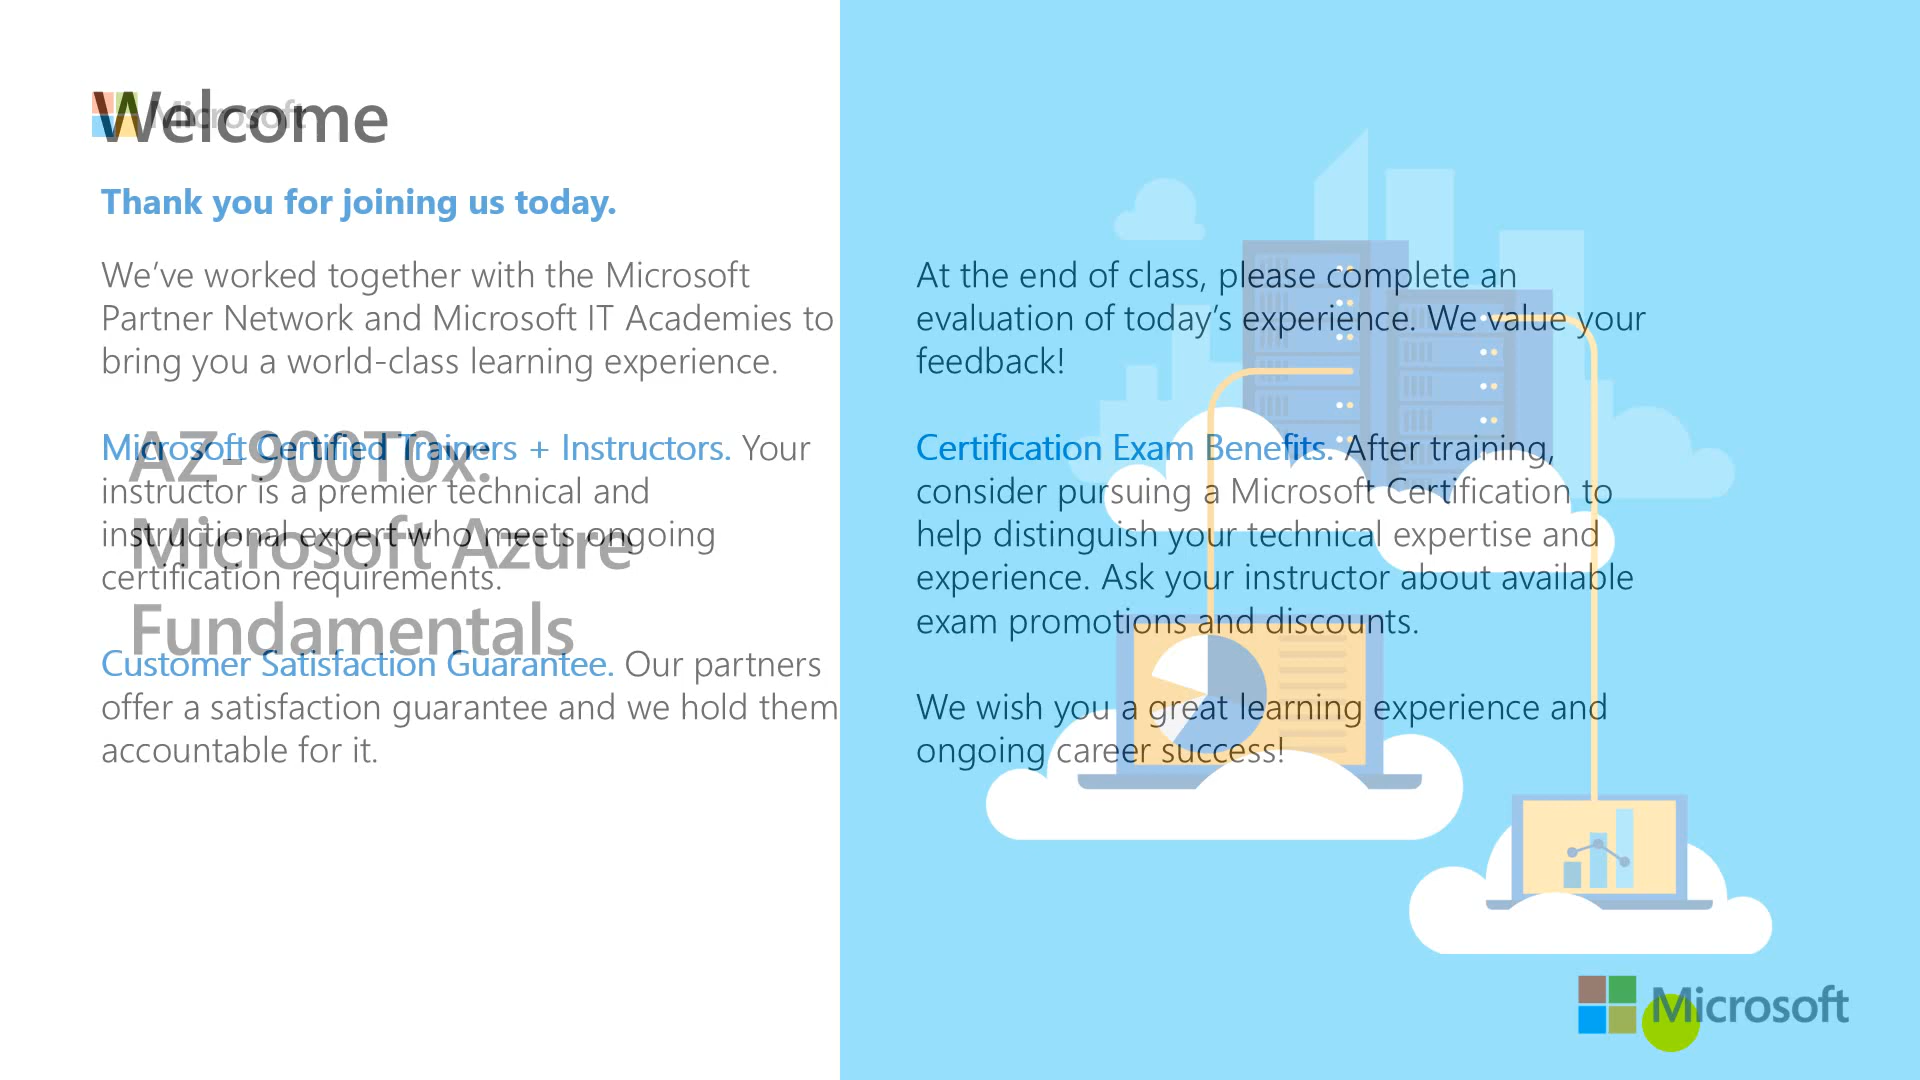 Microsoft
Welcome
Thank you for joining us today.
We’ve worked together with the Microsoft
Partner Network and Microsoft IT Academies to
bring you a world-class learning experience.
Microsoft Certified Trainers + Instructors. Your
instructor is a premier technical and
instructional expert who meets ongoing
certification requirements.
Customer Satisfaction Guarantee. Our partners
offer a satisfaction guarantee and we hold them
accountable for it.
AZ-900T0x:
Microsoft Azure
Fundamentals
At the end of class, please complete an
evaluation of today’s experience. We value your
feedback!
Certification Exam Benefits. After training,
consider pursuing a Microsoft Certification to
help distinguish your technical expertise and
experience. Ask your instructor about available
exam promotions and discounts.
We wish you a great learning experience and
ongoing career success!
Microsoft